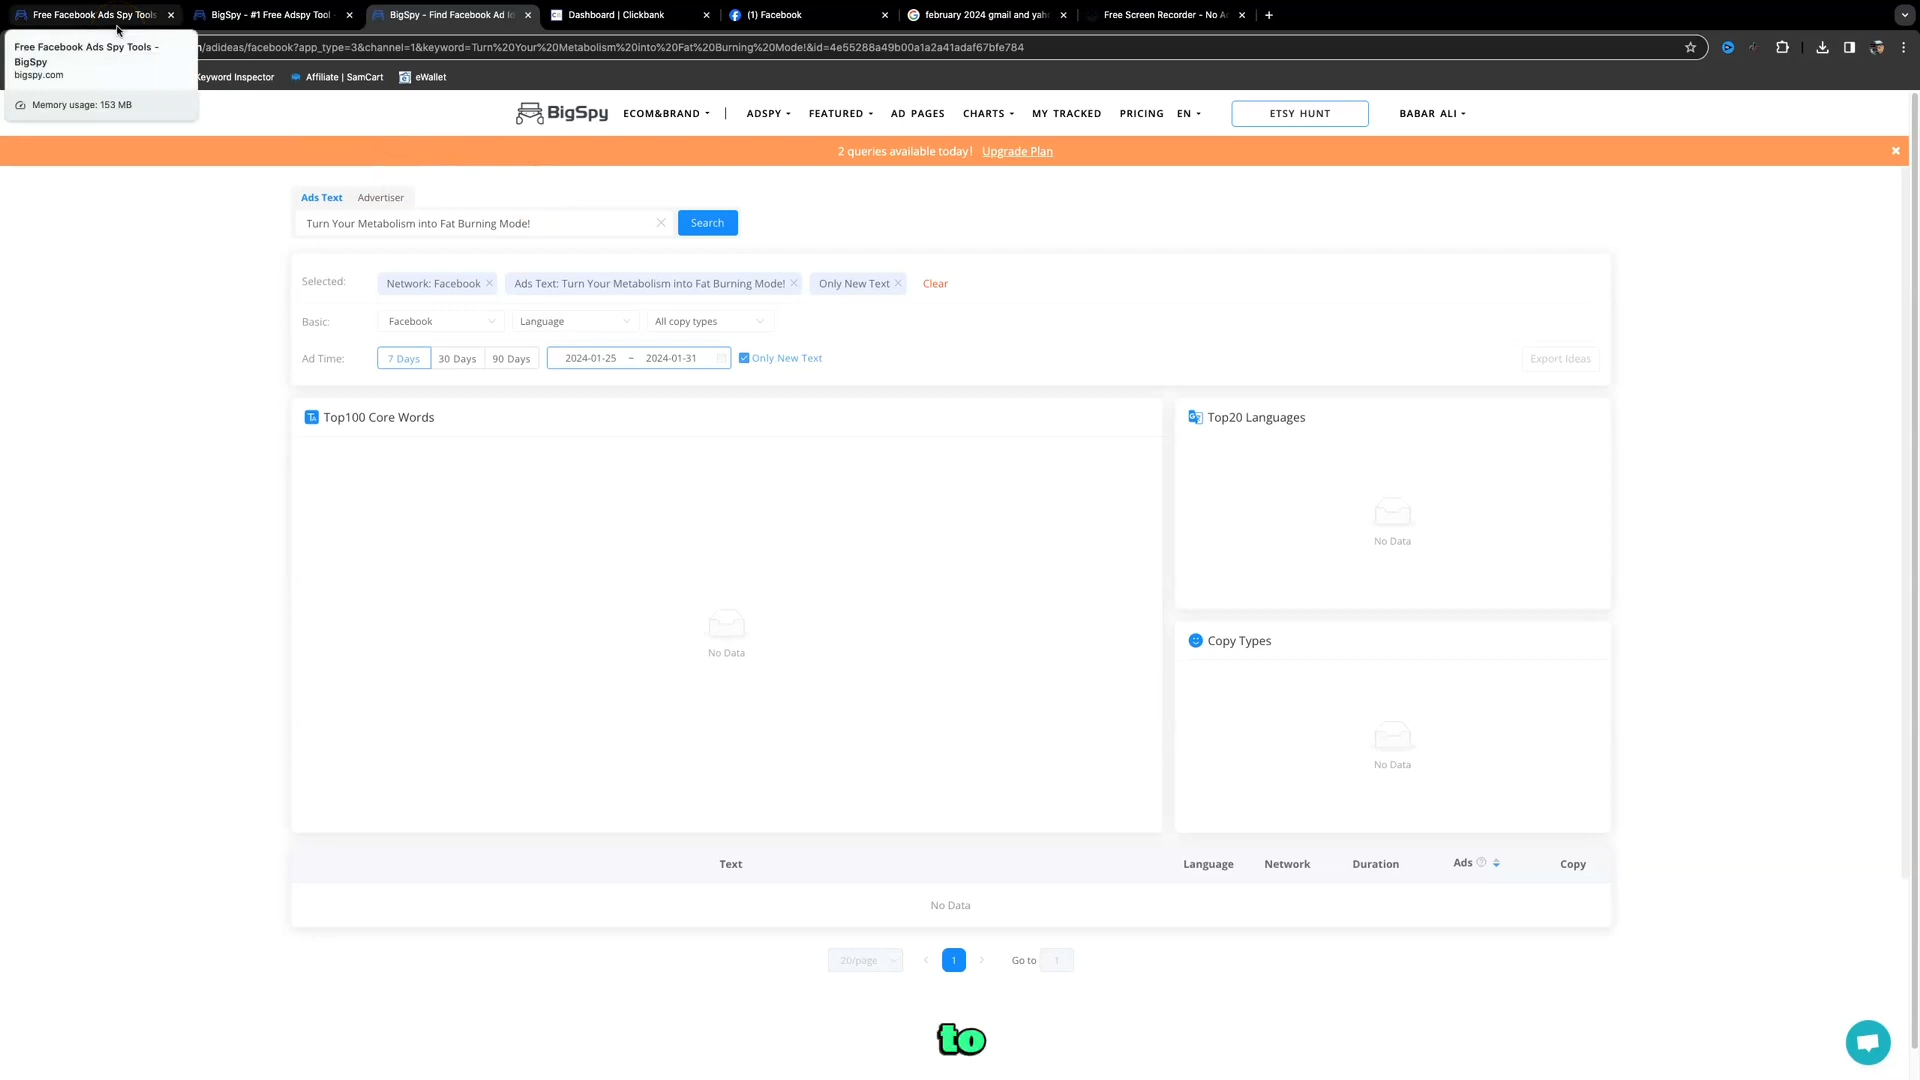 Free Facebook Ads Spy Tools
BigSpy - #1 Free Adspy Tool
BigSpy - Find Facebook Ad Id
Dashboard | Clickbank
(1) Facebook
february 2024 gmail and yah
Free Screen Recorder - No A
Free Facebook Ads Spy Tools -
BigSpy
bigspy.com
Memory usage: 153 MB
/adideas/facebook?app_type=3&channel=1&keyword=Turn%20Your%20Metabolism%20into%20Fat%20Burning%20Mode!&id=4e55288a49b00a1a2a41adaf67bfe784
Keyword Inspector
Affiliate | SamCart
eWallet
BigSpy
ECOM&BRAND
|
ADSPY
FEATURED
AD PAGES
CHARTS
MY TRACKED
PRICING
EN
ETSY HUNT
BABAR ALI
2 queries available today! Upgrade Plan
Ads Text
Advertiser
Turn Your Metabolism into Fat Burning Mode!
Search
Selected:
Network: Facebook
Ads Text: Turn Your Metabolism into Fat Burning Mode!
Only New Text
Clear
Basic:
Facebook
Language
All copy types
Ad Time:
7 Days
30 Days
90 Days
2024-01-25 ~ 2024-01-31
Only New Text
Export Ideas
Top100 Core Words
No Data
Top20 Languages
No Data
Copy Types
No Data
Text
Language
Network
Duration
Ads
Copy
No Data
20/page
1
Go to
1
to